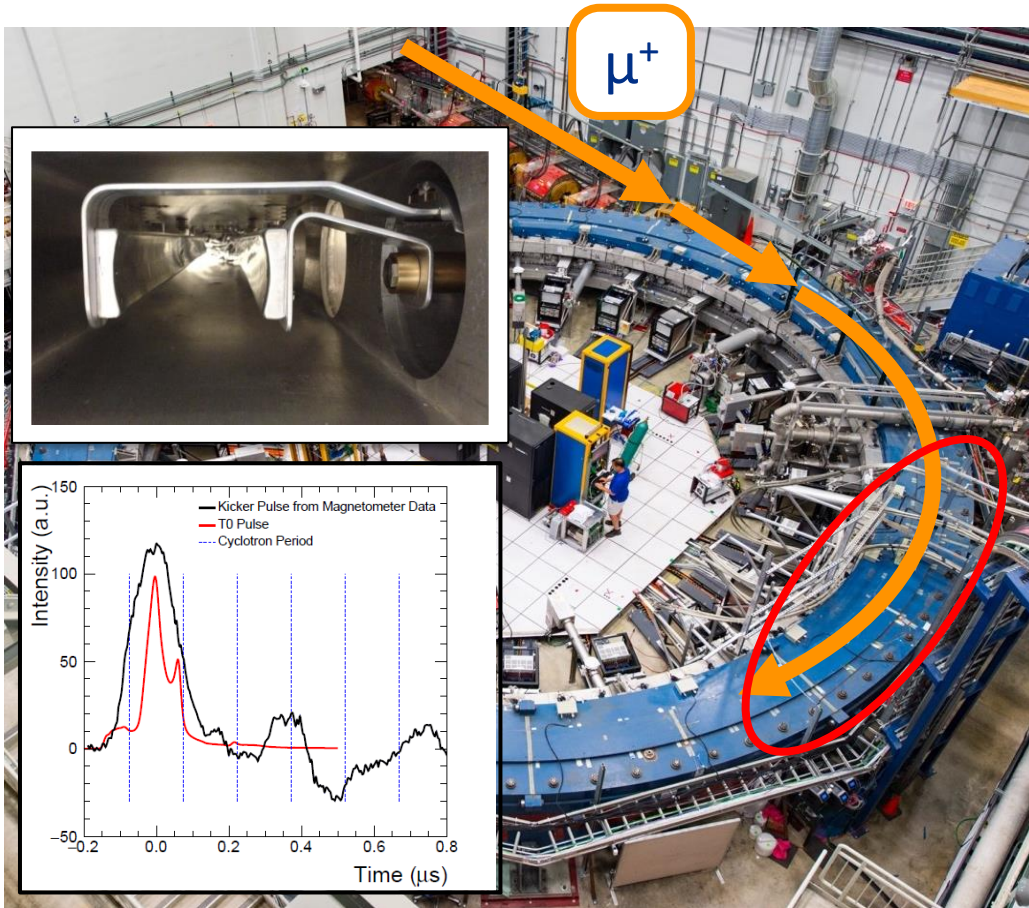 μ⁺
150
100
50
0
−50
Intensity (a.u.)
Kicker Pulse from Magnetometer Data
T0 Pulse
Cyclotron Period
−0.2 0.0 0.2 0.4 0.6 0.8
Time (μs)